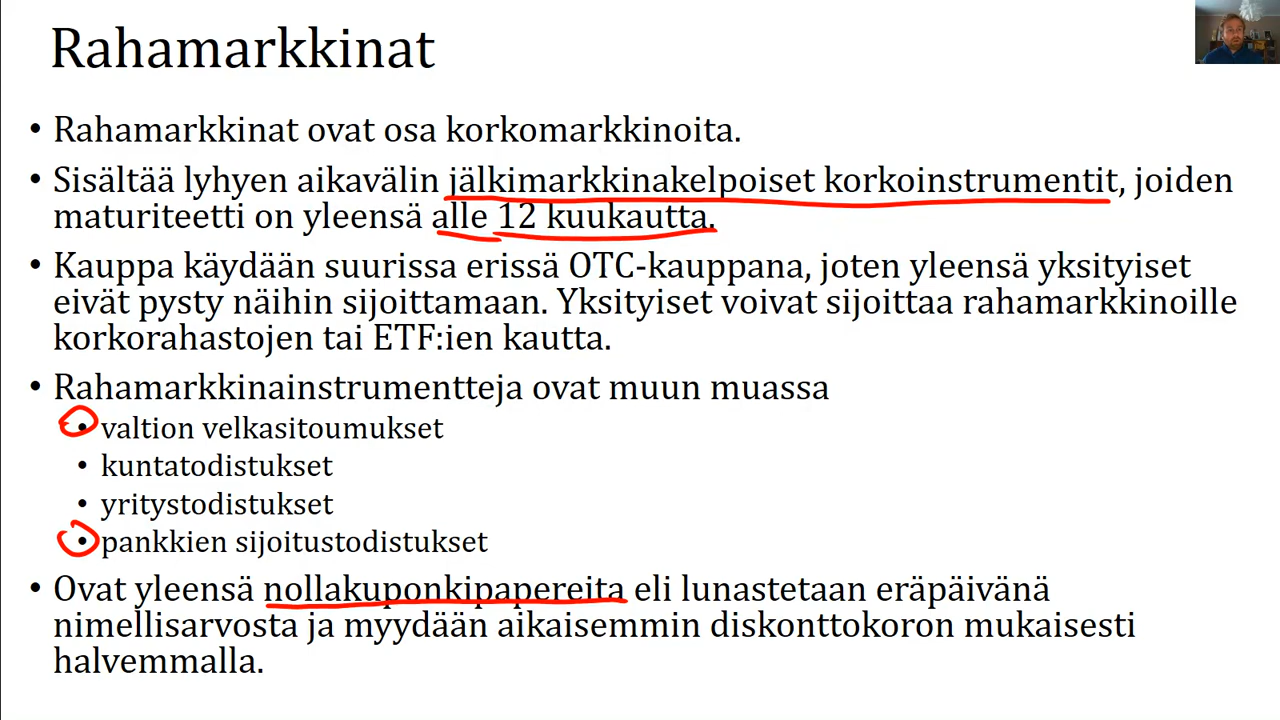 Rahamarkkinat
• Rahamarkkinat ovat osa korkomarkkinoita.
• Sisältää lyhyen aikavälin jälkimarkkinakelpoiset korkoinstrumentit, joiden
maturiteetti on yleensä alle 12 kuukautta.
• Kauppa käydään suurissa erissä OTC-kauppana, joten yleensä yksityiset
eivät pysty näihin sijoittamaan. Yksityiset voivat sijoittaa rahamarkkinoille
korkorahastojen tai ETF:ien kautta.
• Rahamarkkinainstrumentteja ovat muun muassa
• valtion velkasitoumukset
• kuntatodistukset
• yritystodistukset
• pankkien sijoitustodistukset
• Ovat yleensä nollakuponkipapereita eli lunastetaan eräpäivänä
nimellisarvosta ja myydään aikaisemmin diskonttokoron mukaisesti
halvemmalla.